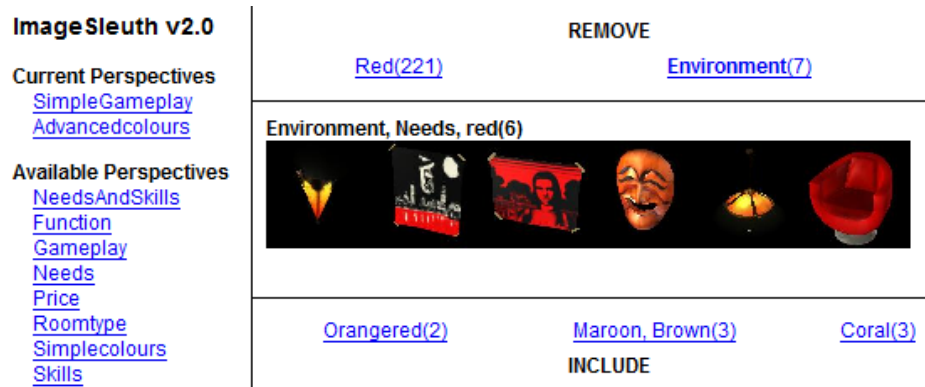 ImageSleuth v2.0
Current Perspectives
SimpleGameplay
Advancedcolours
Available Perspectives
NeedsAndSkills
Function
Gameplay
Needs
Price
Roomtype
Simplecolours
Skills
REMOVE
Red(221) Environment(7)
Environment, Needs, red(6)
Orangered(2) Maroon, Brown(3) Coral(3)
INCLUDE